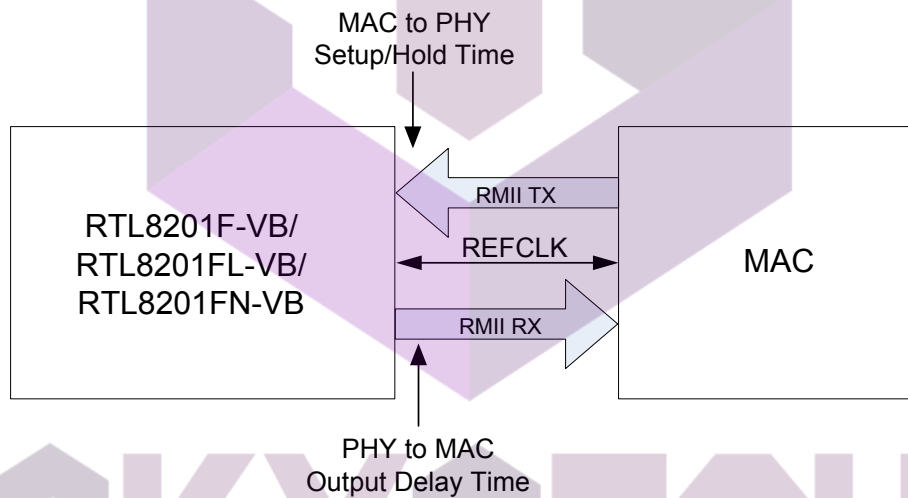 MAC to PHY
Setup/Hold Time
RMII TX
RTL8201F-VB/
RTL8201FL-VB/
RTL8201FN-VB
REFCLK
MAC
RMII RX
PHY to MAC
Output Delay Time